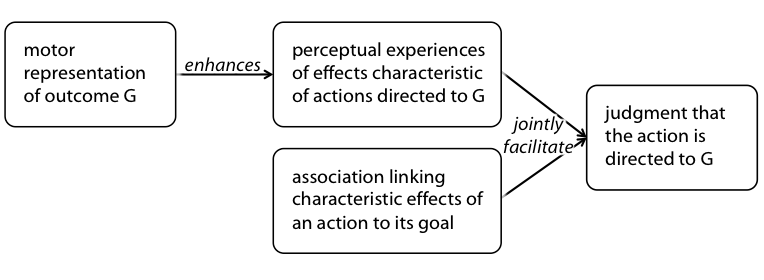 motor
representation
of outcome G
enhances
perceptual experiences
of effects characteristic
of actions directed to G
association linking
characteristic effects of
an action to its goal
jointly
facilitate
judgment that
the action is
directed to G